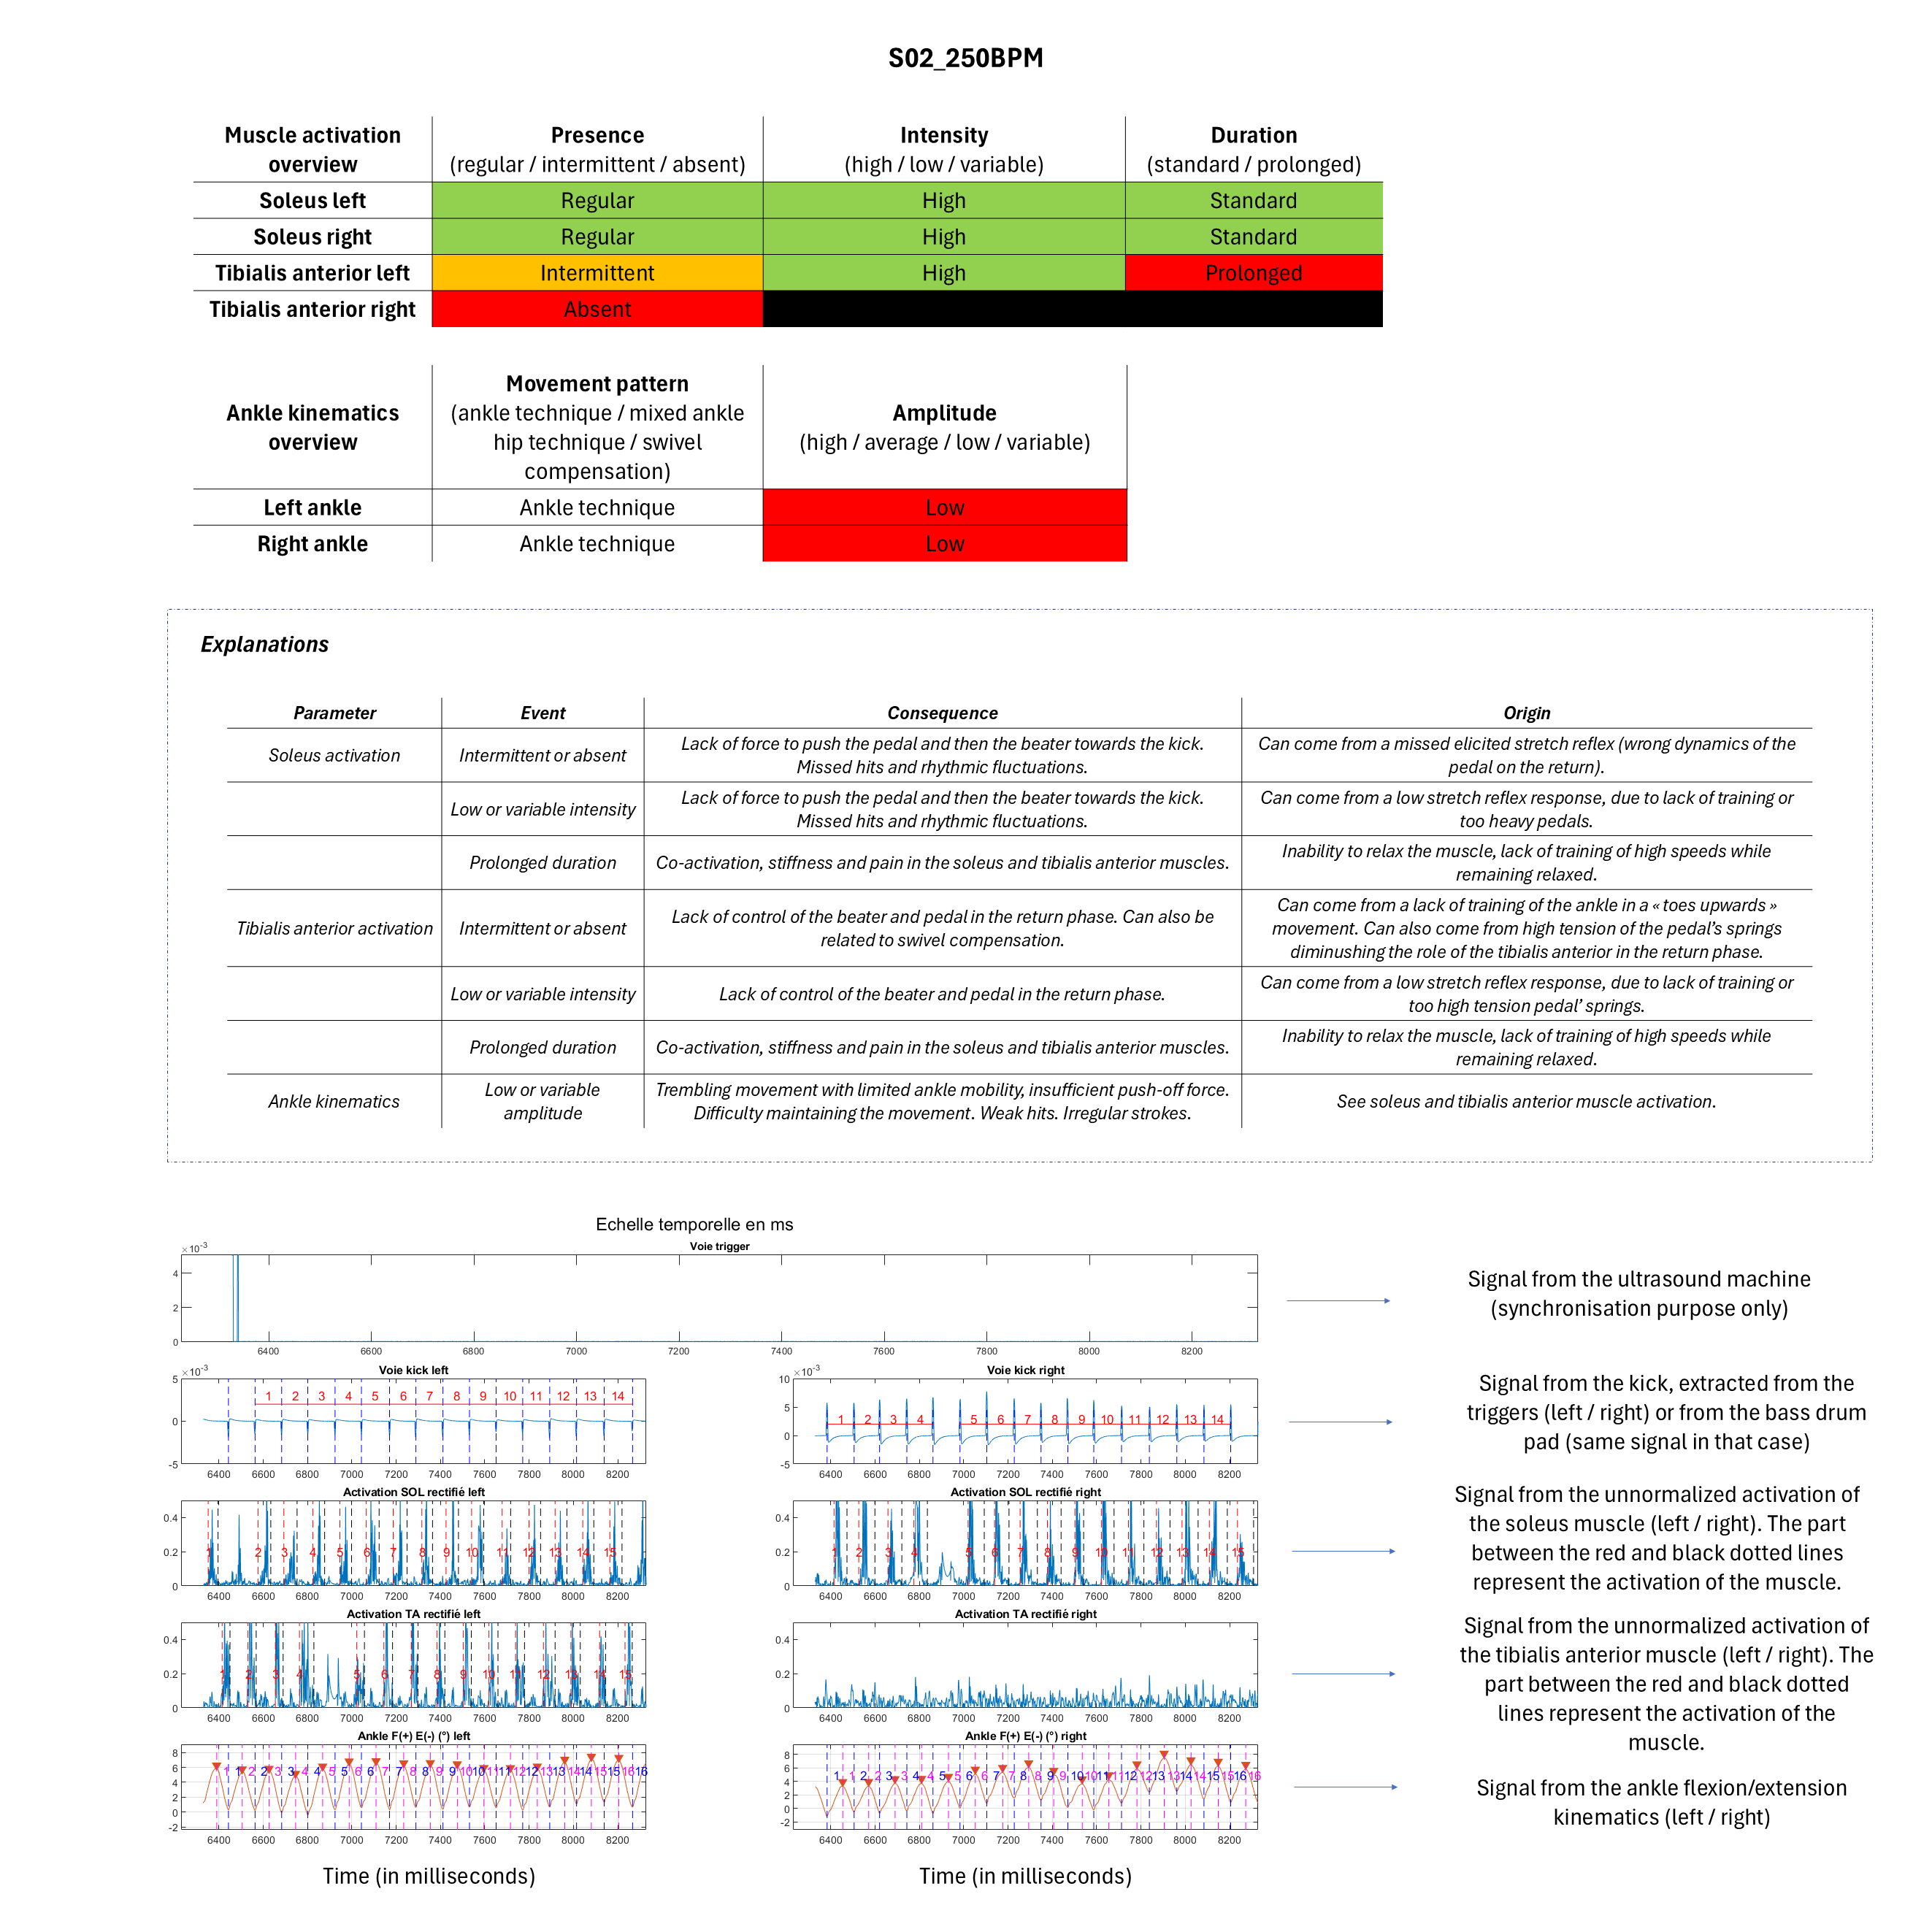 S02_250BPM
Muscle activation overview
Presence
(regular / intermittent / absent)
Intensity
(high / low / variable)
Duration
(standard / prolonged)
Soleus left
Regular
High
Standard
Soleus right
Regular
High
Standard
Tibialis anterior left
Intermittent
High
Prolonged
Tibialis anterior right
Absent
Ankle kinematics
overview
Movement pattern
(ankle technique / mixed ankle
hip technique / swivel
compensation)
Amplitude
(high / average / low / variable)
Left ankle
Ankle technique
Low
Right ankle
Ankle technique
Low
Explanations
Parameter
Event
Consequence
Origin
Soleus activation
Intermittent or absent
Lack of force to push the pedal and then the beater towards the kick.
Missed hits and rhythmic fluctuations.
Can come from a missed elicited stretch reflex (wrong dynamics of the
pedal on the return).
Low or variable intensity
Lack of force to push the pedal and then the beater towards the kick.
Missed hits and rhythmic fluctuations.
Can come from a low stretch reflex response, due to lack of training or
too heavy pedals.
Prolonged duration
Co-activation, stiffness and pain in the soleus and tibialis anterior muscles.
Inability to relax the muscle, lack of training of high speeds while
remaining relaxed.
Tibialis anterior activation
Intermittent or absent
Lack of control of the beater and pedal in the return phase. Can also be
related to swivel compensation.
Can come from a lack of training of the ankle in a « toes upwards »
movement. Can also come from high tension of the pedal's springs
diminushing the role of the tibialis anterior in the return phase.
Low or variable intensity
Lack of control of the beater and pedal in the return phase.
Can come from a low stretch reflex response, due to lack of training or
too high tension pedal' springs.
Prolonged duration
Co-activation, stiffness and pain in the soleus and tibialis anterior muscles.
Inability to relax the muscle, lack of training of high speeds while
remaining relaxed.
Ankle kinematics
Low or variable
amplitude
Trembling movement with limited ankle mobility, insufficient push-off force.
Difficulty maintaining the movement. Weak hits. Irregular strokes.
See soleus and tibialis anterior muscle activation.
Echelle temporelle en ms
Voie trigger
×10-3
4
2
0
6400 6600 6800 7000 7200 7400 7600 7800 8000 8200
Signal from the ultrasound machine
(synchronisation purpose only)
Voie kick left
×10-3
5
0
-5
1 2 3 4 5 6 7 8 9 10 11 12 13 14
6400 6600 6800 7000 7200 7400 7600 7800 8000 8200
Voie kick right
×10-3
10
5
0
-5
1 2 3 4 5 6 7 8 9 10 11 12 13 14
6400 6600 6800 7000 7200 7400 7600 7800 8000 8200
Signal from the kick, extracted from the
triggers (left / right) or from the bass drum
pad (same signal in that case)
Activation SOL rectifié left
0.4
0.2
0
1 2 3 4 5 6 7 8 9 10 11 12 13 14 15
6400 6600 6800 7000 7200 7400 7600 7800 8000 8200
Activation SOL rectifié right
0.4
0.2
0
1 2 3 4 5 6 7 8 9 10 11 12 13 14 15
6400 6600 6800 7000 7200 7400 7600 7800 8000 8200
Signal from the unnormalized activation of
the soleus muscle (left / right). The part
between the red and black dotted lines
represent the activation of the muscle.
Activation TA rectifié left
0.4
0.2
0
1 2 3 4 5 6 7 8 9 10 11 12 13 14 15
6400 6600 6800 7000 7200 7400 7600 7800 8000 8200
Activation TA rectifié right
0.4
0.2
0
6400 6600 6800 7000 7200 7400 7600 7800 8000 8200
Signal from the unnormalized activation of
the tibialis anterior muscle (left / right). The
part between the red and black dotted
lines represent the activation of the
muscle.
Ankle F(+) E(-) (°) left
8
6
4
2
0
-2
1 1 2 2 3 3 4 4 5 5 6 6 7 7 8 8 9 9 10 10 11 11 12 12 13 13 14 14 15 15 16 16
6400 6600 6800 7000 7200 7400 7600 7800 8000 8200
Ankle F(+) E(-) (°) right
8
6
4
2
0
-2
1 1 2 2 3 3 4 4 5 5 6 6 7 7 8 8 9 9 10 10 11 11 12 12 13 13 14 14 15 15 16 16
6400 6600 6800 7000 7200 7400 7600 7800 8000 8200
Signal from the ankle flexion/extension
kinematics (left / right)
Time (in milliseconds)
Time (in milliseconds)